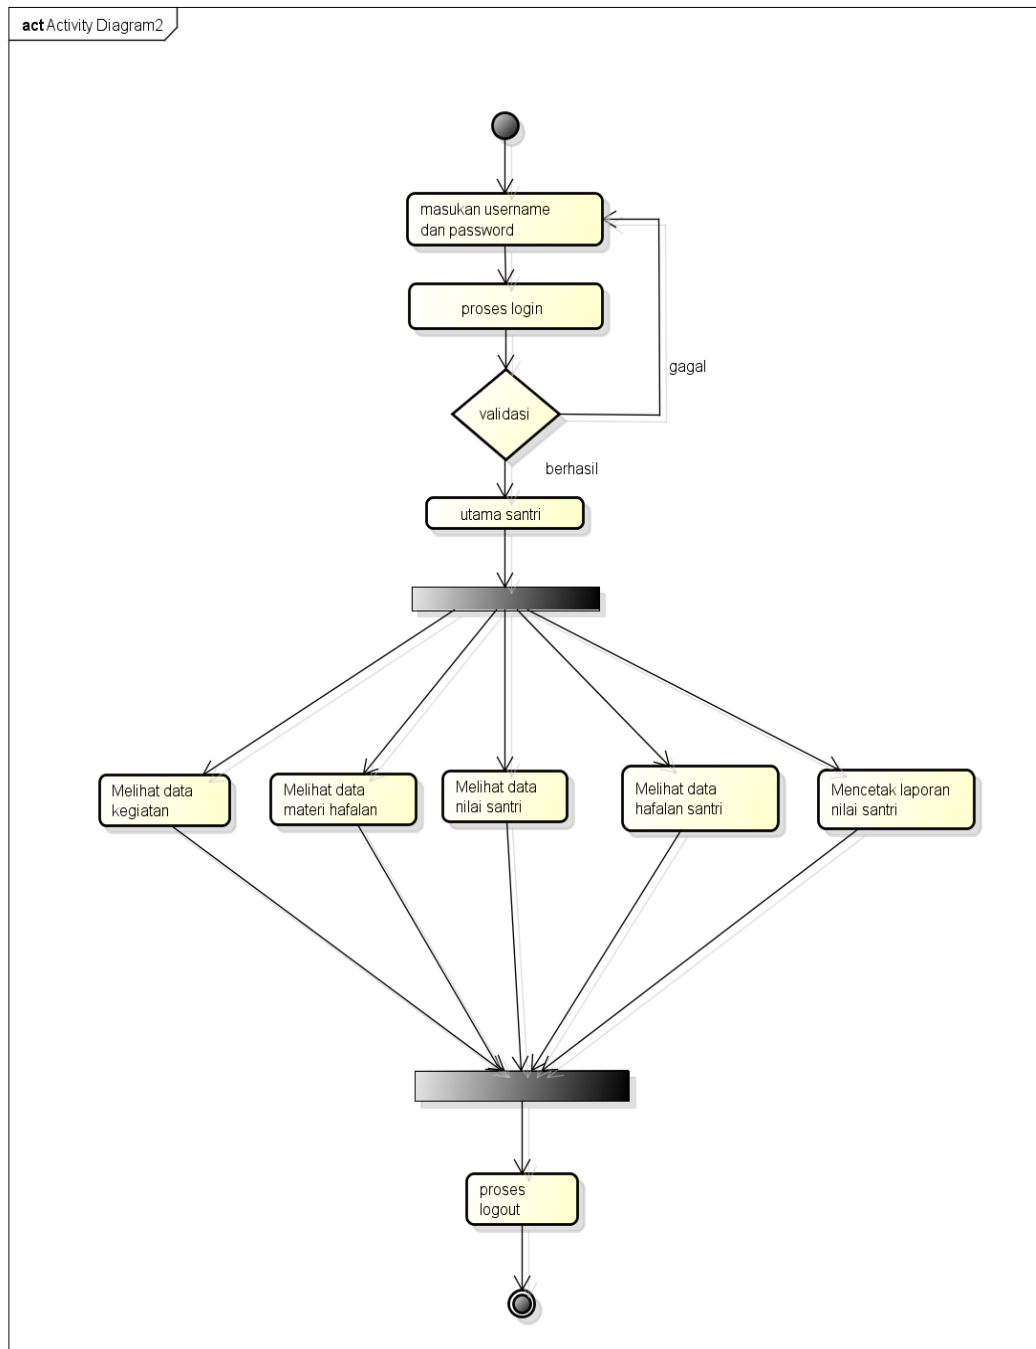 act Activity Diagram2
masukan username
dan password
proses login
gagal
validasi
berhasil
utama santri
Melihat data
kegiatan
Melihat data
materi hafalan
Melihat data
nilai santri
Melihat data
hafalan santri
Mencetak laporan
nilai santri
proses
logout